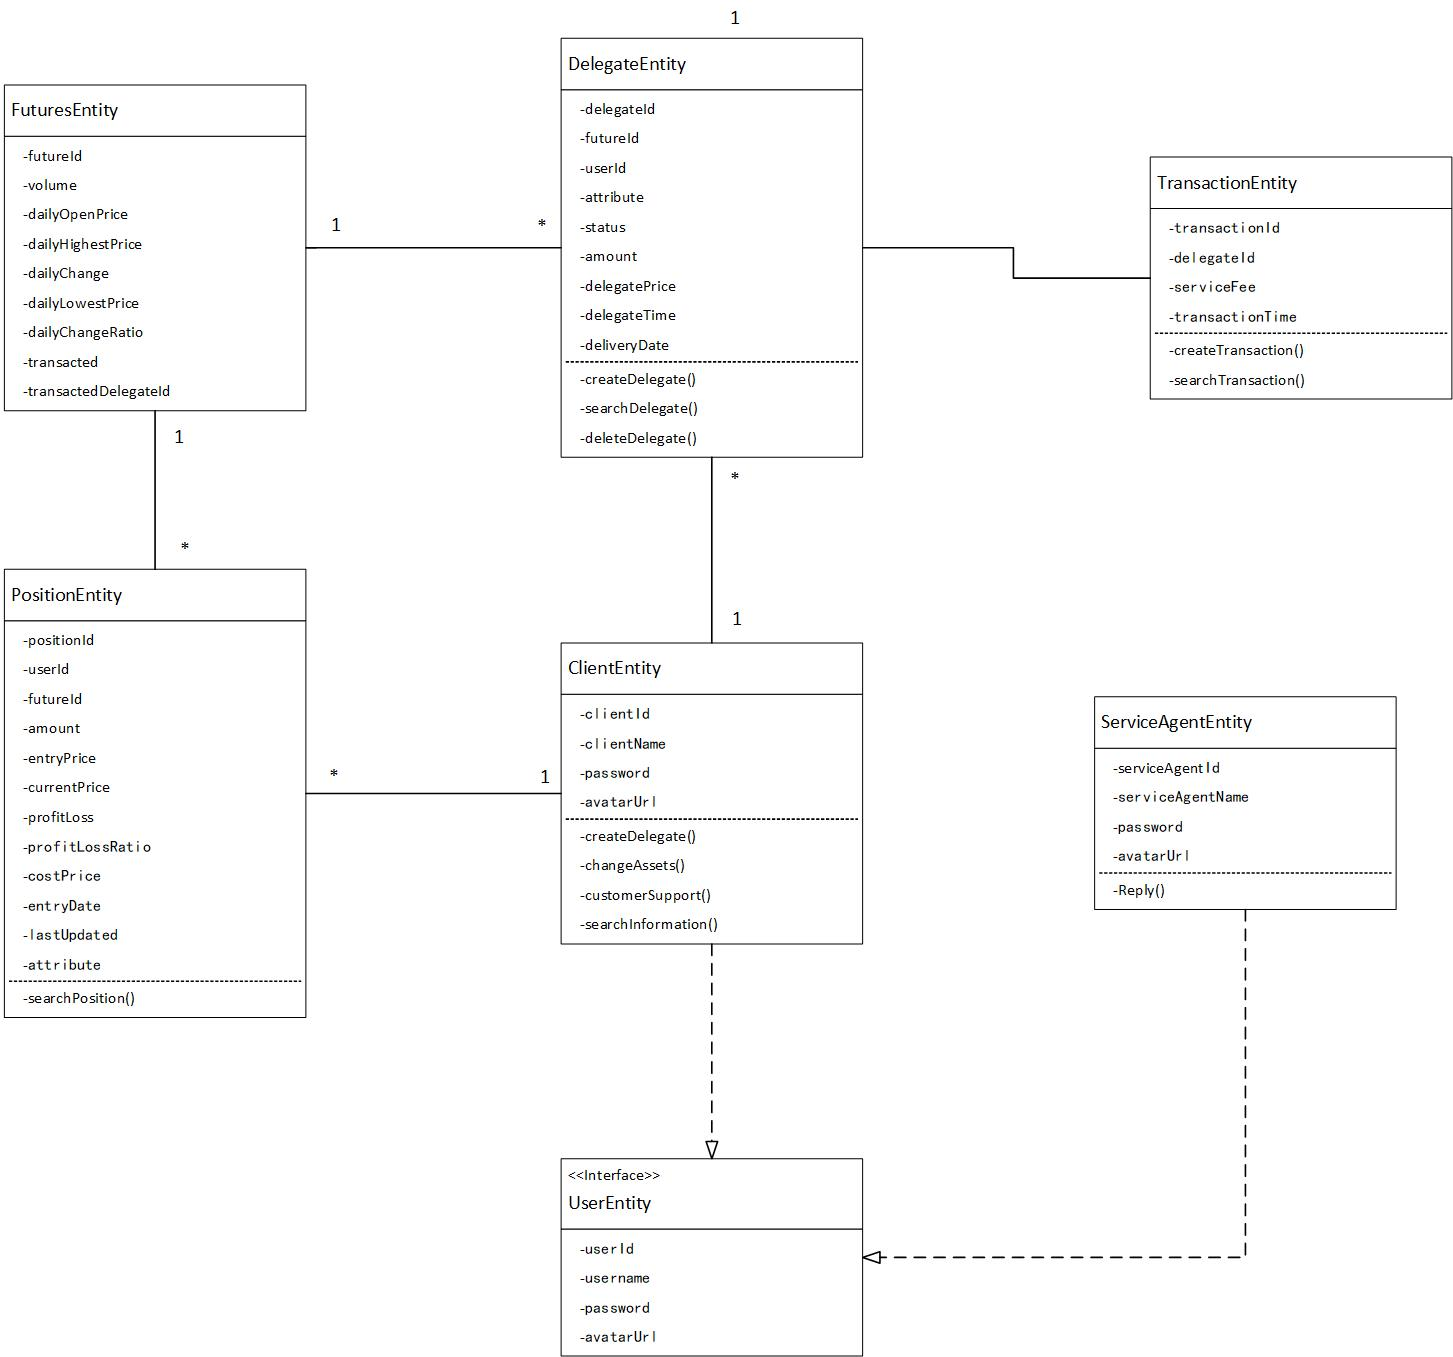 1
DelegateEntity
-delegateId
-futureId
-userId
-attribute
-status
-amount
-delegatePrice
-delegateTime
-deliveryDate
-createDelegate()
-searchDelegate()
-deleteDelegate()
FuturesEntity
-futureId
-volume
-dailyOpenPrice
-dailyHighestPrice
-dailyChange
-dailyLowestPrice
-dailyChangeRatio
-transacted
-transactedDelegateId
1
*
TransactionEntity
-transactionId
-delegateId
-serviceFee
-transactionTime
-createTransaction()
-searchTransaction()
1
*
*
1
PositionEntity
-positionId
-userId
-futureId
-amount
-entryPrice
-currentPrice
-profitLoss
-profitLossRatio
-costPrice
-entryDate
-lastUpdated
-attribute
-searchPosition()
*
1
ClientEntity
-clientId
-clientName
-password
-avatarUrl
-createDelegate()
-changeAssets()
-customerSupport()
-searchInformation()
ServiceAgentEntity
-serviceAgentId
-serviceAgentName
-password
-avatarUrl
-Reply()
<<Interface>>
UserEntity
-userId
-username
-password
-avatarUrl